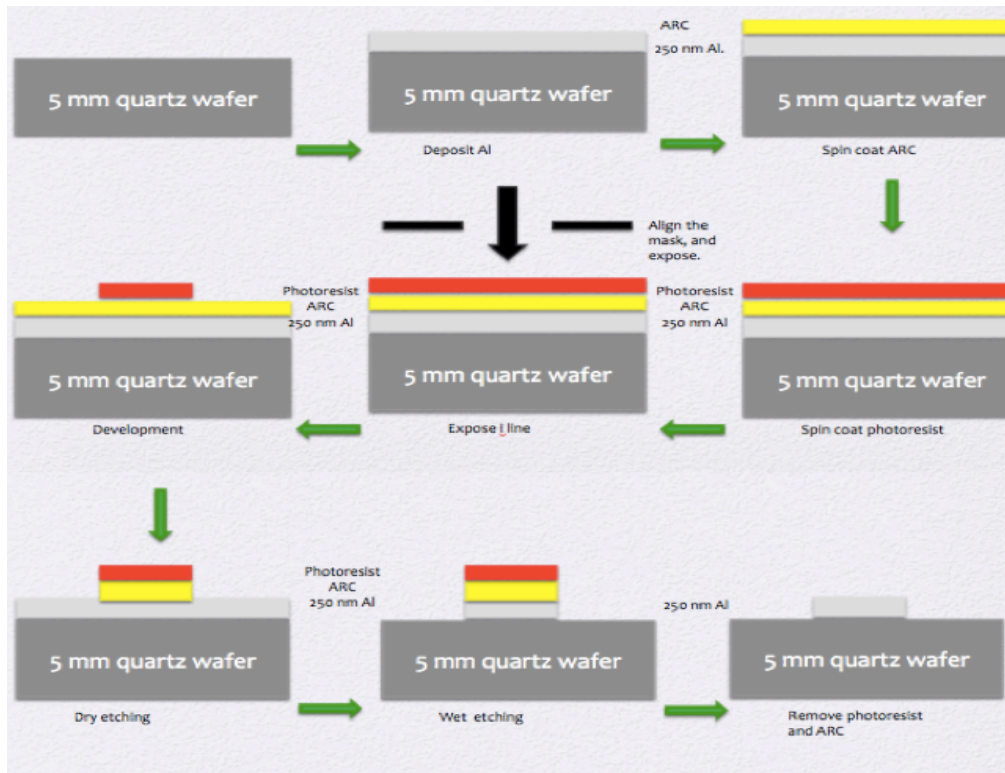 5 mm quartz wafer
5 mm quartz wafer
Deposit Al
ARC
250 nm Al.
5 mm quartz wafer
Spin coat ARC
Align the
mask, and
expose.
Photoresist
ARC
250 nm Al
5 mm quartz wafer
Spin coat photoresist
Photoresist
ARC
250 nm Al
5 mm quartz wafer
Expose I line
5 mm quartz wafer
Development
5 mm quartz wafer
Dry etching
Photoresist
ARC
250 nm Al
5 mm quartz wafer
Wet etching
250 nm Al
5 mm quartz wafer
Remove photoresist
and ARC